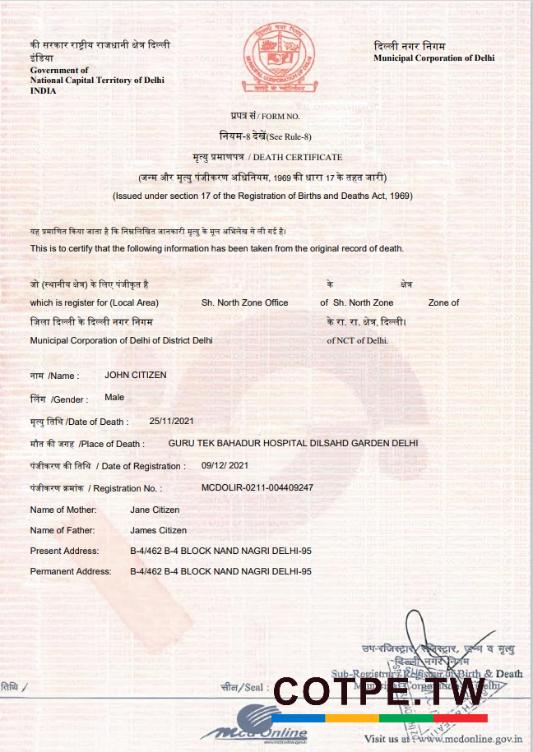 की सरकार राष्ट्रीय राजधानी क्षेत्र दिल्ली
इंडिया
Government of
National Capital Territory of Delhi
INDIA
दिल्ली नगर निगम
Municipal Corporation of Delhi
प्रपत्र सं/ FORM NO.
नियम-8 देखें(See Rule-8)
मृत्यु प्रमाणपत्र / DEATH CERTIFICATE
(जन्म और मृत्यु पंजीकरण अधिनियम, 1969 की धारा 17 के तहत जारी)
(Issued under section 17 of the Registration of Births and Deaths Act, 1969)
यह प्रमाणित किया जाता है कि निम्नलिखित जानकारी मृत्यु के मूल अभिलेख से ली गई है।
This is to certify that the following information has been taken from the original record of death.
जो (स्थानीय क्षेत्र) के लिए पंजीकृत है के क्षेत्र
which is register for (Local Area) Sh. North Zone Office of Sh. North Zone Zone of
जिला दिल्ली के दिल्ली नगर निगम के रा. रा. क्षेत्र, दिल्ली।
Municipal Corporation of Delhi of District Delhi of NCT of Delhi.
नाम /Name : JOHN CITIZEN
लिंग /Gender : Male
मृत्यु तिथि /Date of Death : 25/11/2021
मौत की जगह /Place of Death : GURU TEK BAHADUR HOSPITAL DILSAHD GARDEN DELHI
पंजीकरण की तिथि / Date of Registration : 09/12/ 2021
पंजीकरण क्रमांक / Registration No. : MCDOLIR-0211-004409247
Name of Mother: Jane Citizen
Name of Father: James Citizen
Present Address: B-4/462 B-4 BLOCK NAND NAGRI DELHI-95
Permanent Address: B-4/462 B-4 BLOCK NAND NAGRI DELHI-95
उप-रजिस्ट्रार/ रजिस्ट्रार, जन्म व मृत्यु
दिल्ली नगर निगम
Sub-Registrar / Registrar of Birth & Death
तिथि / सील/Seal : Municipal Corporation of Delhi
COTPE.TW
McdOnline
www.mcdonline.gov.in
Visit us at : www.mcdonline.gov.in